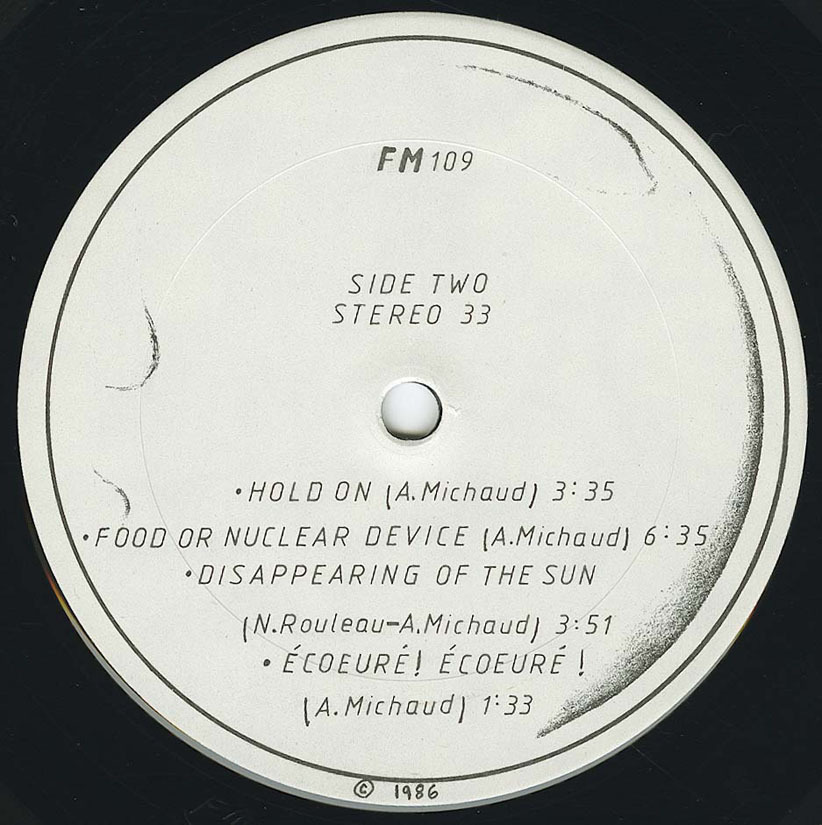 FM 109
SIDE TWO
STEREO 33
•HOLD ON (A.Michaud) 3:35
•FOOD OR NUCLEAR DEVICE (A.Michaud) 6:35
•DISAPPEARING OF THE SUN
(N.Rouleau-A.Michaud) 3:51
• ÉCOEURÉ! ÉCOEURÉ!
(A.Michaud) 1:33
© 1986